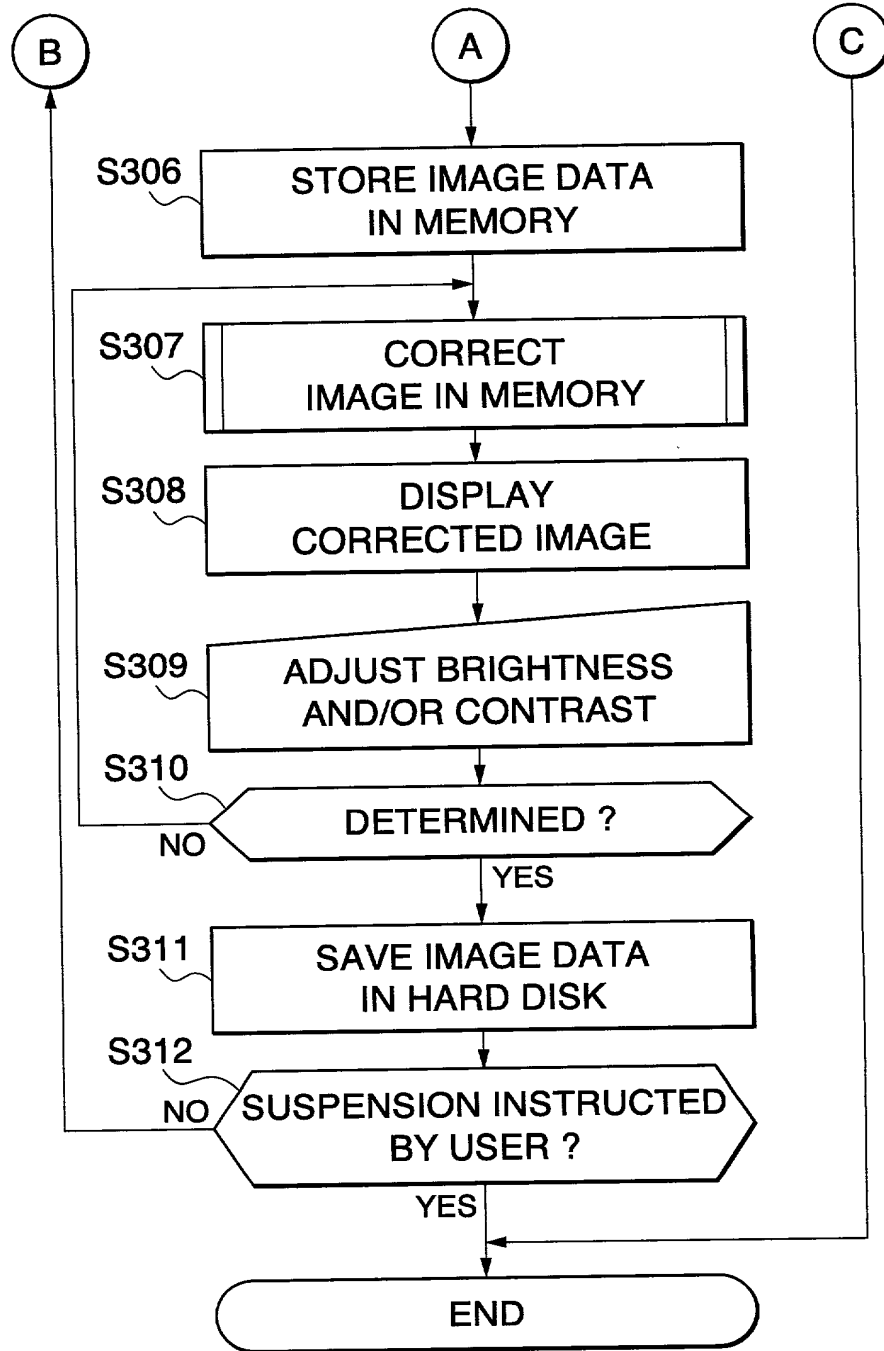 B
A
C
S306
STORE IMAGE DATA
IN MEMORY
S307
CORRECT
IMAGE IN MEMORY
S308
DISPLAY
CORRECTED IMAGE
S309
ADJUST BRIGHTNESS
AND/OR CONTRAST
S310
DETERMINED ?
NO
YES
S311
SAVE IMAGE DATA
IN HARD DISK
S312
NO
SUSPENSION INSTRUCTED
BY USER ?
YES
END